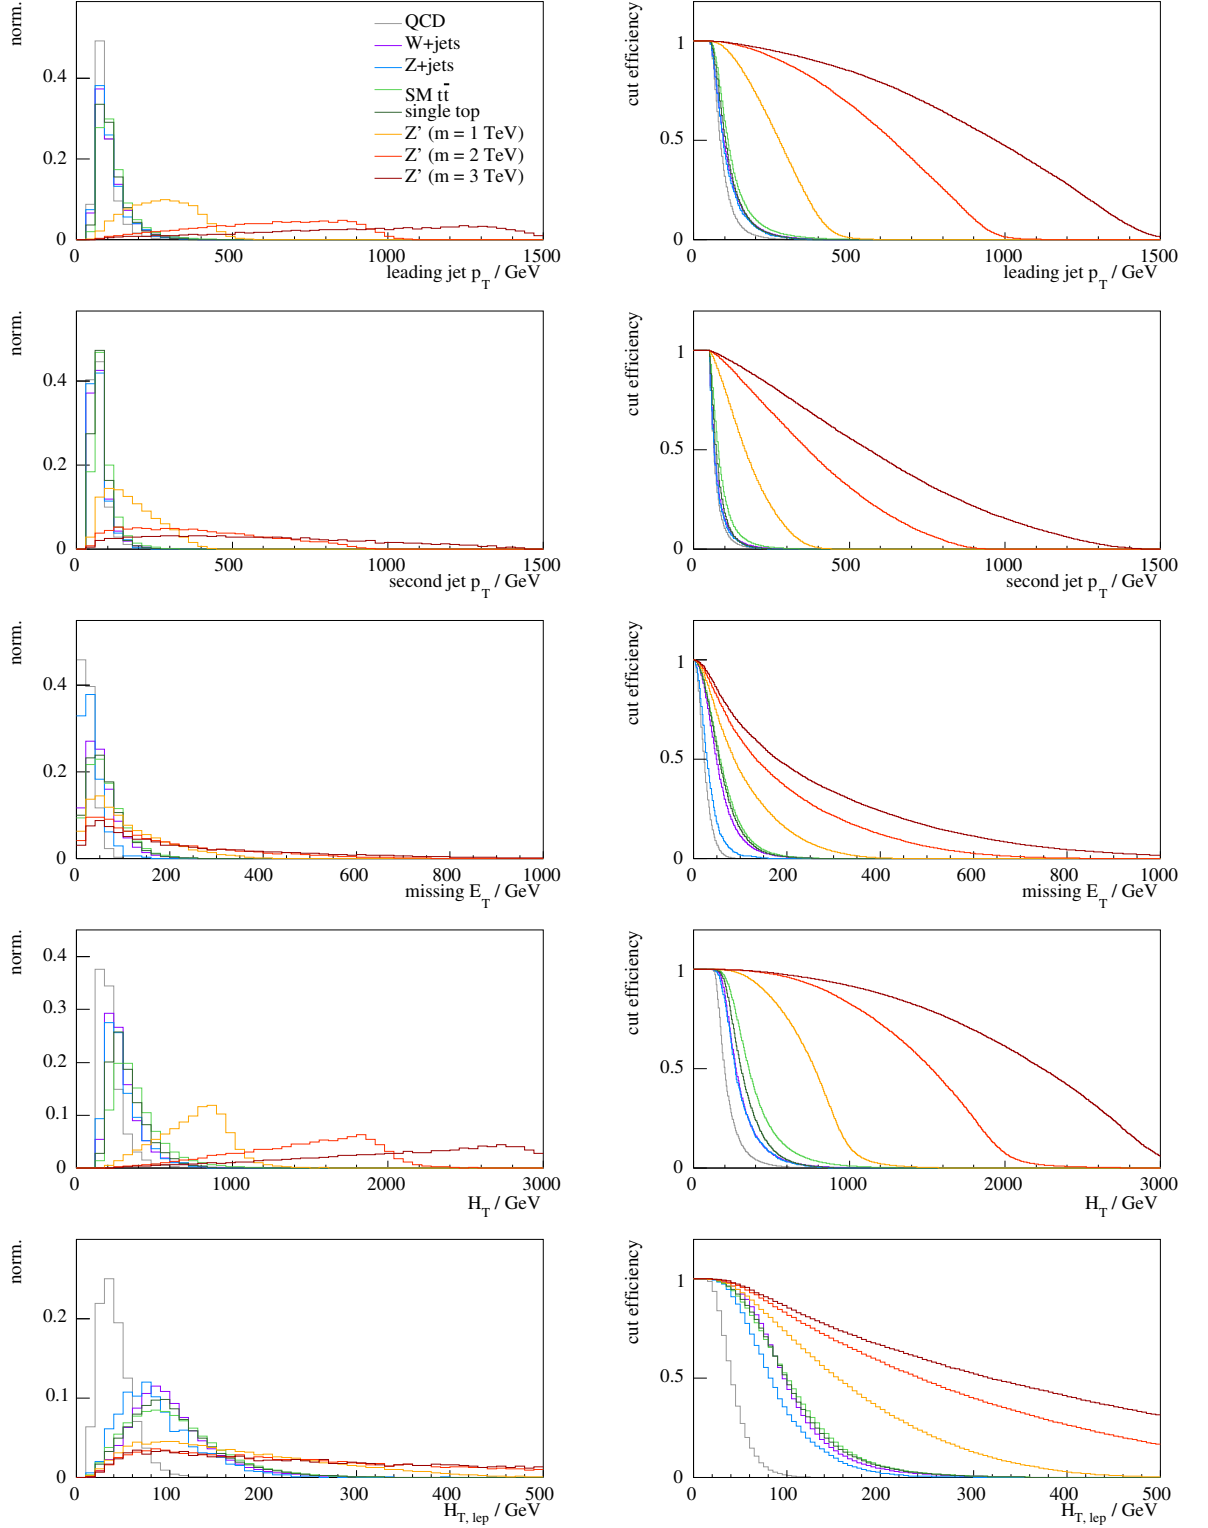 norm.
QCD
W+jets
Z+jets
SM tt̄
single top
Z' (m = 1 TeV)
Z' (m = 2 TeV)
Z' (m = 3 TeV)
0.4
0.2
0
0 500 1000 1500
leading jet p_T / GeV
cut efficiency
1
0.5
0
0 500 1000 1500
leading jet p_T / GeV
norm.
0.4
0.2
0
0 500 1000 1500
second jet p_T / GeV
cut efficiency
1
0.5
0
0 500 1000 1500
second jet p_T / GeV
norm.
0.4
0.2
0
0 200 400 600 800 1000
missing E_T / GeV
cut efficiency
1
0.5
0
0 200 400 600 800 1000
missing E_T / GeV
norm.
0.4
0.3
0.2
0.1
0
0 1000 2000 3000
H_T / GeV
cut efficiency
1
0.5
0
0 1000 2000 3000
H_T / GeV
norm.
0.2
0.1
0
0 100 200 300 400 500
H_T, lep / GeV
cut efficiency
1
0.5
0
0 100 200 300 400 500
H_T, lep / GeV